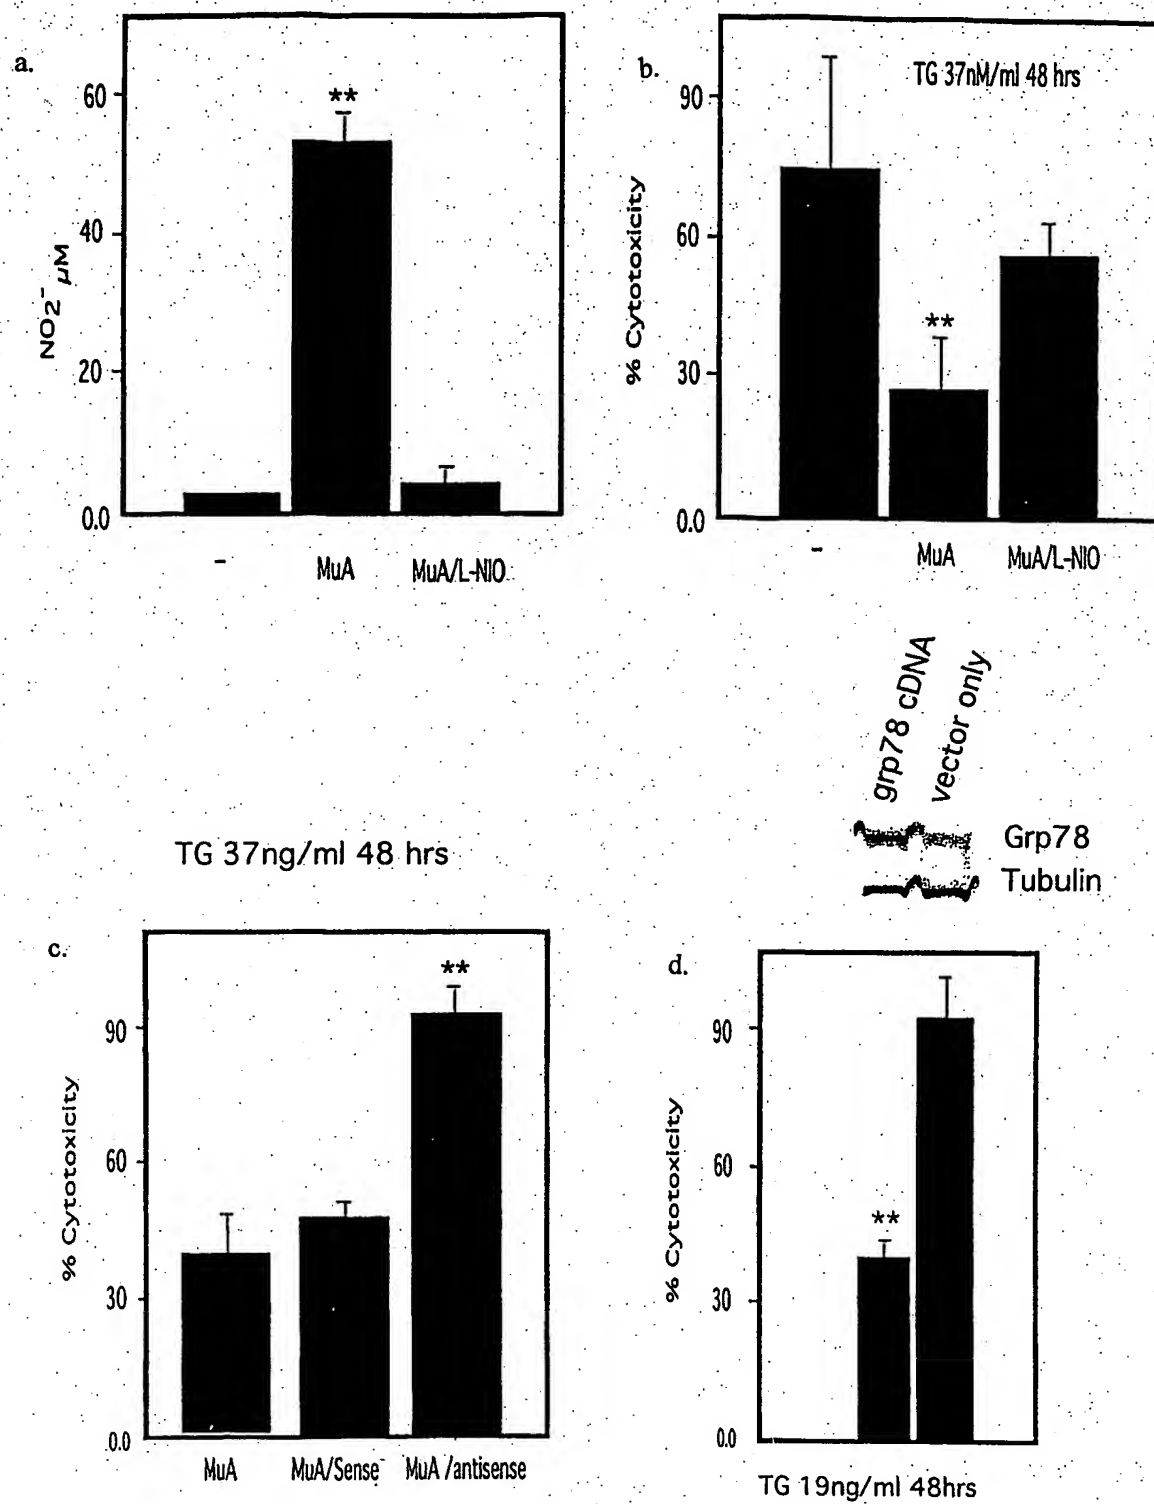 a.
60
40
20
0.0
NO2⁻ μM
**
-
MuA
MuA/L-NIO
b.
TG 37nM/ml 48 hrs
90
60
30
0.0
% Cytotoxicity
**
-
MuA
MuA/L-NIO
grp78 cDNA
vector only
Grp78
Tubulin
TG 37ng/ml 48 hrs
c.
90
60
30
0.0
% Cytotoxicity
**
MuA
MuA/Sense
MuA /antisense
d.
90
60
30
0.0
% Cytotoxicity
**
TG 19ng/ml 48hrs